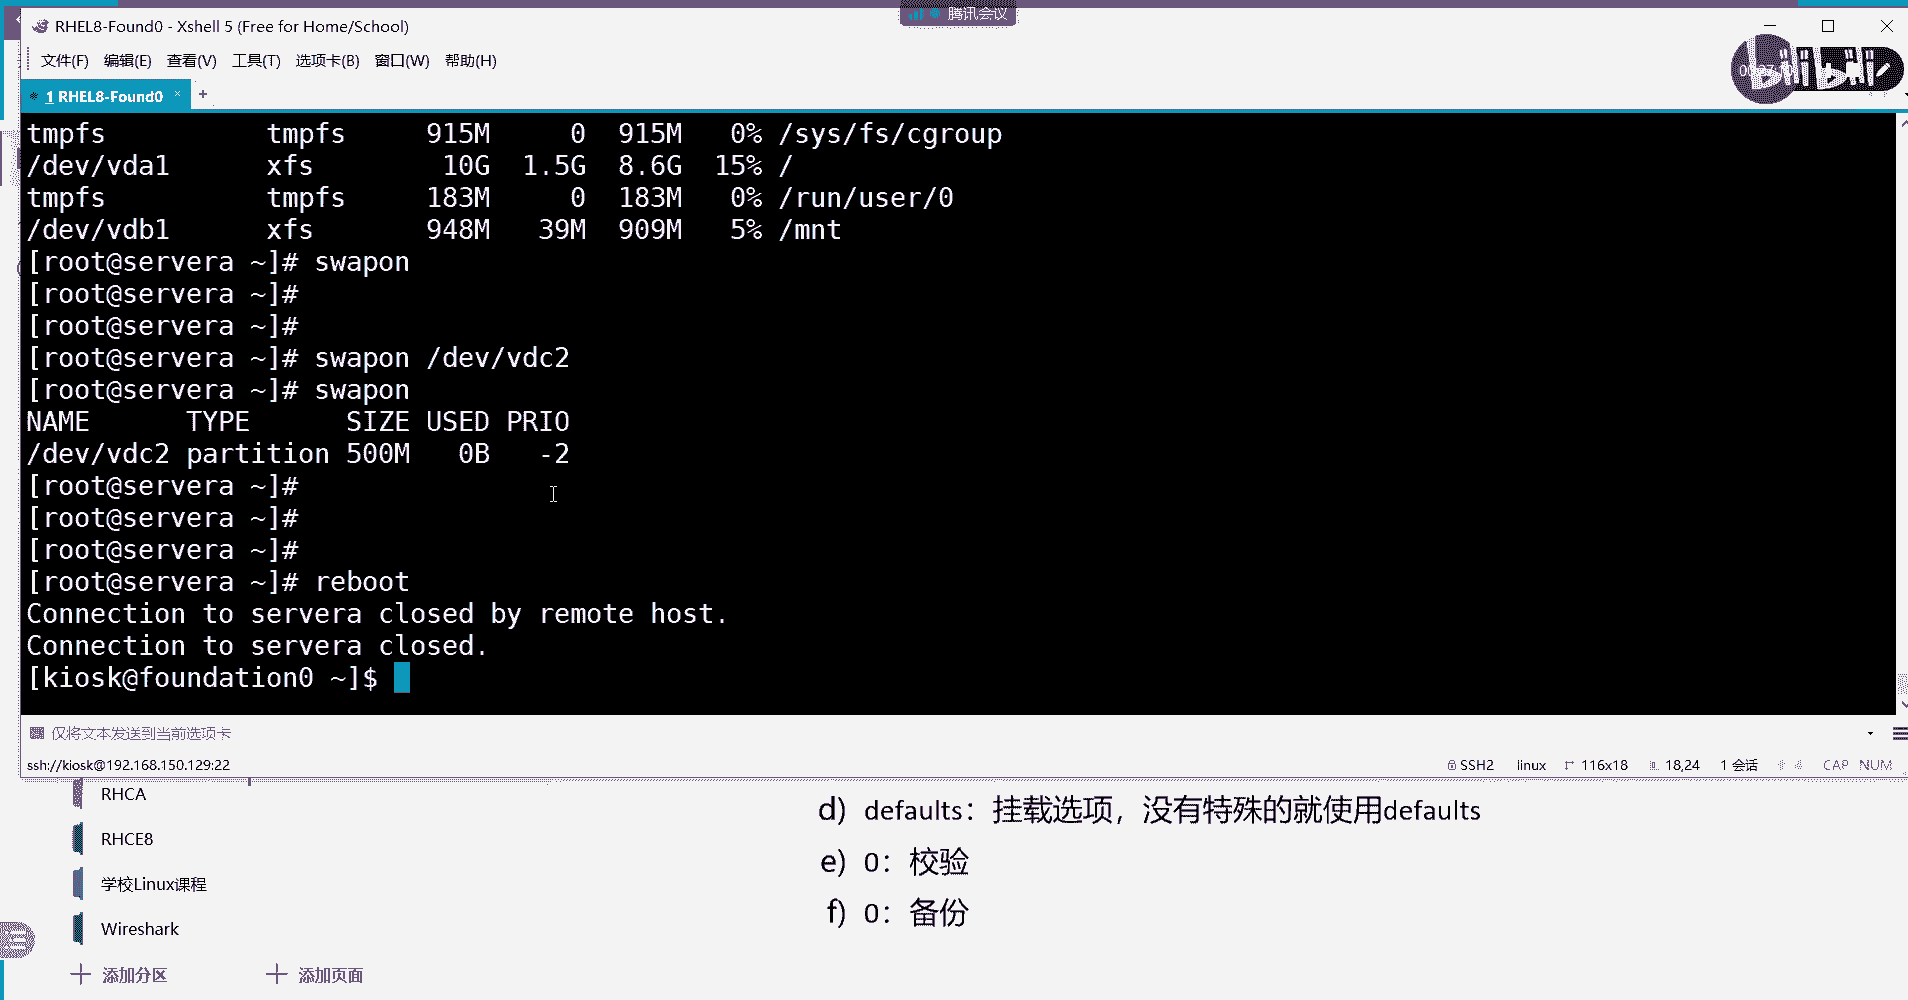 腾讯会议
RHEL8-Found0 - Xshell 5 (Free for Home/School)
文件(F) 编辑(E) 查看(V) 工具(T) 选项卡(B) 窗口(W) 帮助(H)
bilibili
1 RHEL8-Found0 × +
tmpfs tmpfs 915M 0 915M 0% /sys/fs/cgroup
/dev/vda1 xfs 10G 1.5G 8.6G 15% /
tmpfs tmpfs 183M 0 183M 0% /run/user/0
/dev/vdb1 xfs 948M 39M 909M 5% /mnt
[root@servera ~]# swapon
[root@servera ~]#
[root@servera ~]#
[root@servera ~]# swapon /dev/vdc2
[root@servera ~]# swapon
NAME TYPE SIZE USED PRIO
/dev/vdc2 partition 500M 0B -2
[root@servera ~]#
[root@servera ~]#
[root@servera ~]#
[root@servera ~]# reboot
Connection to servera closed by remote host.
Connection to servera closed.
[kiosk@foundation0 ~]$
仅将文本发送到当前选项卡
ssh://kiosk@192.168.150.129:22 SSH2 linux 116x18 18,24 1 会话 CAP NUM
RHCA
RHCE8
学校Linux课程
Wireshark
添加分区 添加页面
d) defaults：挂载选项，没有特殊的就使用defaults
e) 0：校验
f) 0：备份